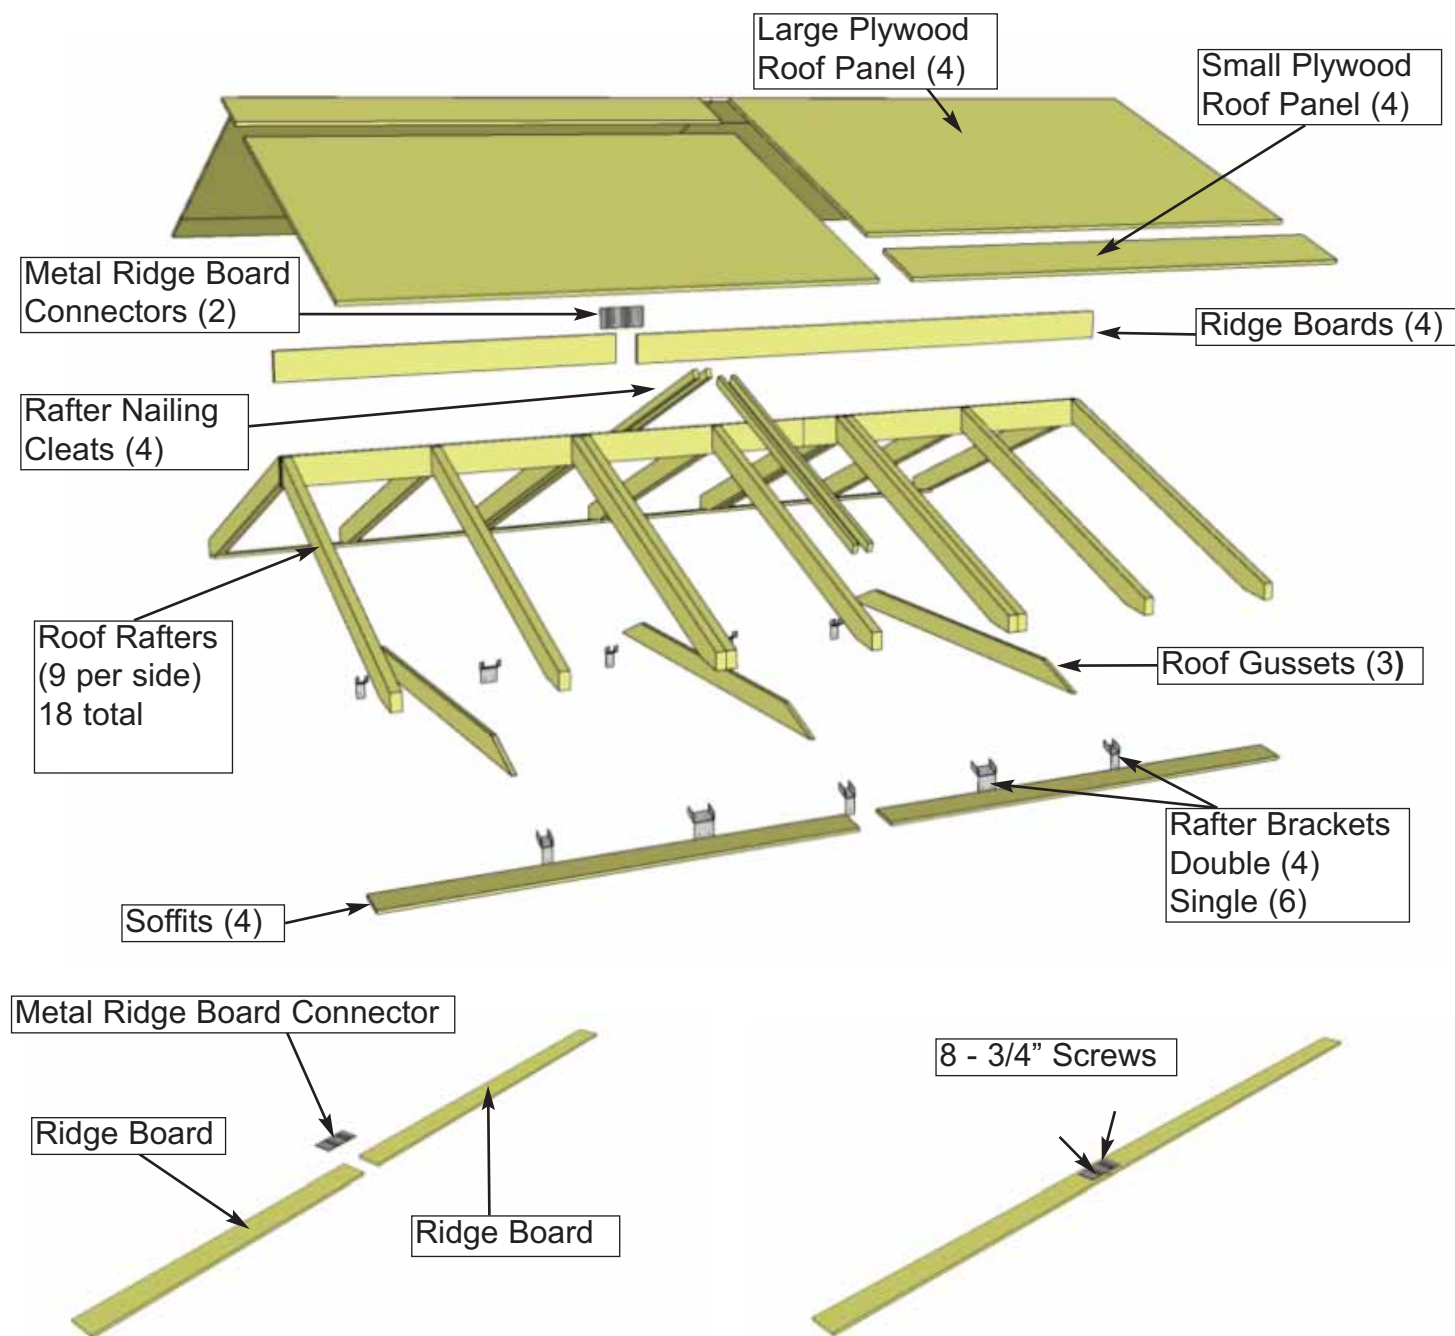 Large Plywood
Roof Panel (4)
Small Plywood
Roof Panel (4)
Metal Ridge Board
Connectors (2)
Ridge Boards (4)
Rafter Nailing
Cleats (4)
Roof Rafters
(9 per side)
18 total
Roof Gussets (3)
Rafter Brackets
Double (4)
Single (6)
Soffits (4)
Metal Ridge Board Connector
Ridge Board
Ridge Board
8 - 3/4” Screws